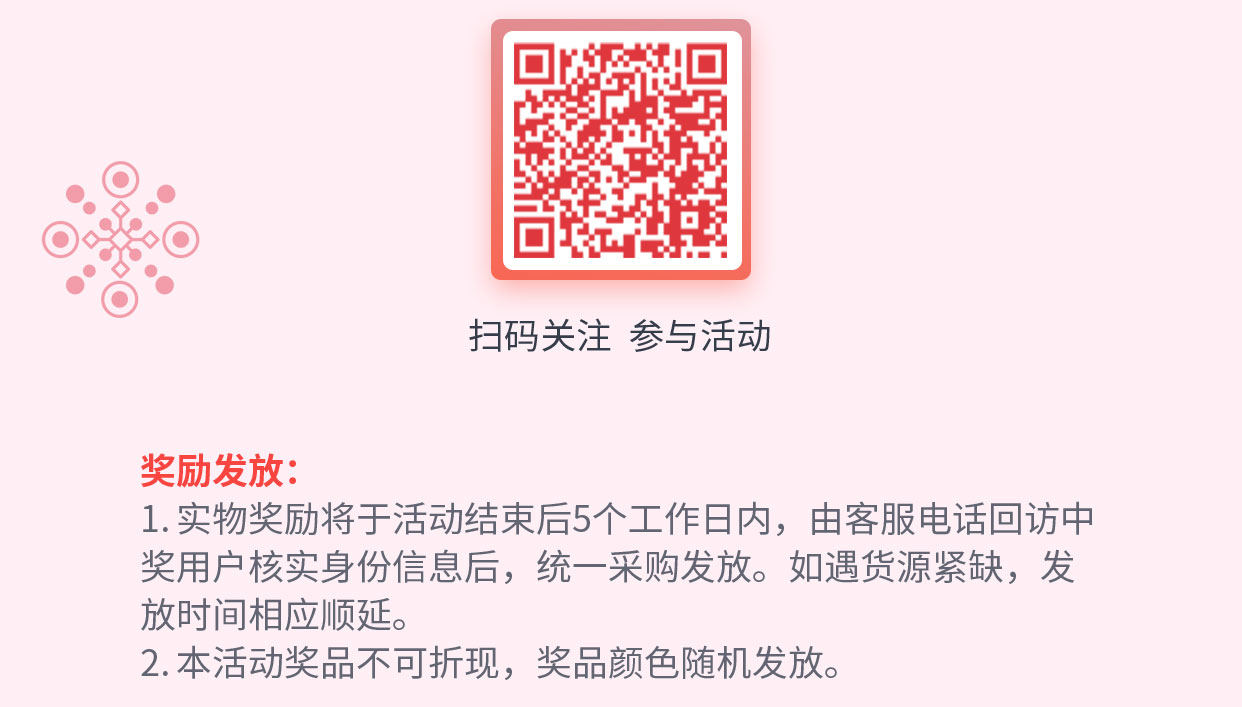 扫码关注 参与活动
奖励发放：
1. 实物奖励将于活动结束后5个工作日内，由客服电话回访中
奖用户核实身份信息后，统一采购发放。如遇货源紧缺，发
放时间相应顺延。
2. 本活动奖品不可折现，奖品颜色随机发放。